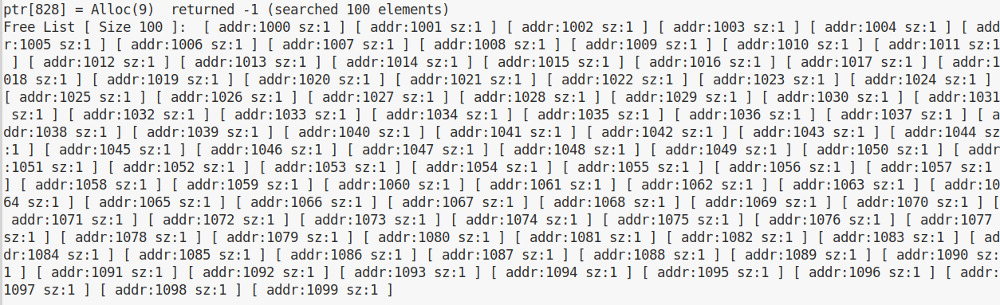 ptr[828] = Alloc(9)  returned -1 (searched 100 elements)
Free List [ Size 100 ]:  [ addr:1000 sz:1 ] [ addr:1001 sz:1 ] [ addr:1002 sz:1 ] [ addr:1003 sz:1 ] [ addr:1004 sz:1 ] [ add
r:1005 sz:1 ] [ addr:1006 sz:1 ] [ addr:1007 sz:1 ] [ addr:1008 sz:1 ] [ addr:1009 sz:1 ] [ addr:1010 sz:1 ] [ addr:1011 sz:1
 ] [ addr:1012 sz:1 ] [ addr:1013 sz:1 ] [ addr:1014 sz:1 ] [ addr:1015 sz:1 ] [ addr:1016 sz:1 ] [ addr:1017 sz:1 ] [ addr:1
018 sz:1 ] [ addr:1019 sz:1 ] [ addr:1020 sz:1 ] [ addr:1021 sz:1 ] [ addr:1022 sz:1 ] [ addr:1023 sz:1 ] [ addr:1024 sz:1 ]
[ addr:1025 sz:1 ] [ addr:1026 sz:1 ] [ addr:1027 sz:1 ] [ addr:1028 sz:1 ] [ addr:1029 sz:1 ] [ addr:1030 sz:1 ] [ addr:1031
 sz:1 ] [ addr:1032 sz:1 ] [ addr:1033 sz:1 ] [ addr:1034 sz:1 ] [ addr:1035 sz:1 ] [ addr:1036 sz:1 ] [ addr:1037 sz:1 ] [ a
ddr:1038 sz:1 ] [ addr:1039 sz:1 ] [ addr:1040 sz:1 ] [ addr:1041 sz:1 ] [ addr:1042 sz:1 ] [ addr:1043 sz:1 ] [ addr:1044 sz
:1 ] [ addr:1045 sz:1 ] [ addr:1046 sz:1 ] [ addr:1047 sz:1 ] [ addr:1048 sz:1 ] [ addr:1049 sz:1 ] [ addr:1050 sz:1 ] [ addr
:1051 sz:1 ] [ addr:1052 sz:1 ] [ addr:1053 sz:1 ] [ addr:1054 sz:1 ] [ addr:1055 sz:1 ] [ addr:1056 sz:1 ] [ addr:1057 sz:1
] [ addr:1058 sz:1 ] [ addr:1059 sz:1 ] [ addr:1060 sz:1 ] [ addr:1061 sz:1 ] [ addr:1062 sz:1 ] [ addr:1063 sz:1 ] [ addr:10
64 sz:1 ] [ addr:1065 sz:1 ] [ addr:1066 sz:1 ] [ addr:1067 sz:1 ] [ addr:1068 sz:1 ] [ addr:1069 sz:1 ] [ addr:1070 sz:1 ] [
 addr:1071 sz:1 ] [ addr:1072 sz:1 ] [ addr:1073 sz:1 ] [ addr:1074 sz:1 ] [ addr:1075 sz:1 ] [ addr:1076 sz:1 ] [ addr:1077
sz:1 ] [ addr:1078 sz:1 ] [ addr:1079 sz:1 ] [ addr:1080 sz:1 ] [ addr:1081 sz:1 ] [ addr:1082 sz:1 ] [ addr:1083 sz:1 ] [ ad
dr:1084 sz:1 ] [ addr:1085 sz:1 ] [ addr:1086 sz:1 ] [ addr:1087 sz:1 ] [ addr:1088 sz:1 ] [ addr:1089 sz:1 ] [ addr:1090 sz:
1 ] [ addr:1091 sz:1 ] [ addr:1092 sz:1 ] [ addr:1093 sz:1 ] [ addr:1094 sz:1 ] [ addr:1095 sz:1 ] [ addr:1096 sz:1 ] [ addr:
1097 sz:1 ] [ addr:1098 sz:1 ] [ addr:1099 sz:1 ]